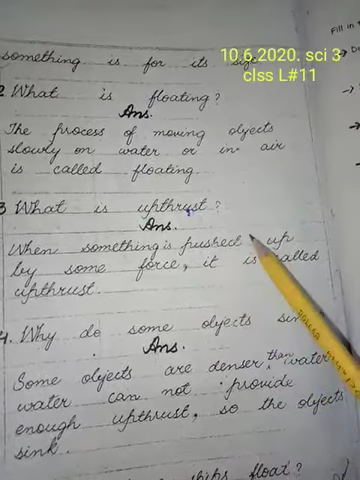 10.6.2020. sci 3
clss L#11
Fill in
something is for its size
2 What is floating?
Ans.
The process of moving objects
slowly on water or in air
is called floating.
3 What is upthrust?
Ans.
When something is pushed up
by some force, it is called
upthrust.
4. Why do some objects
Ans.
Some objects are denser, than water
water can not provide
enough upthrust, so the objects
sink.
float?